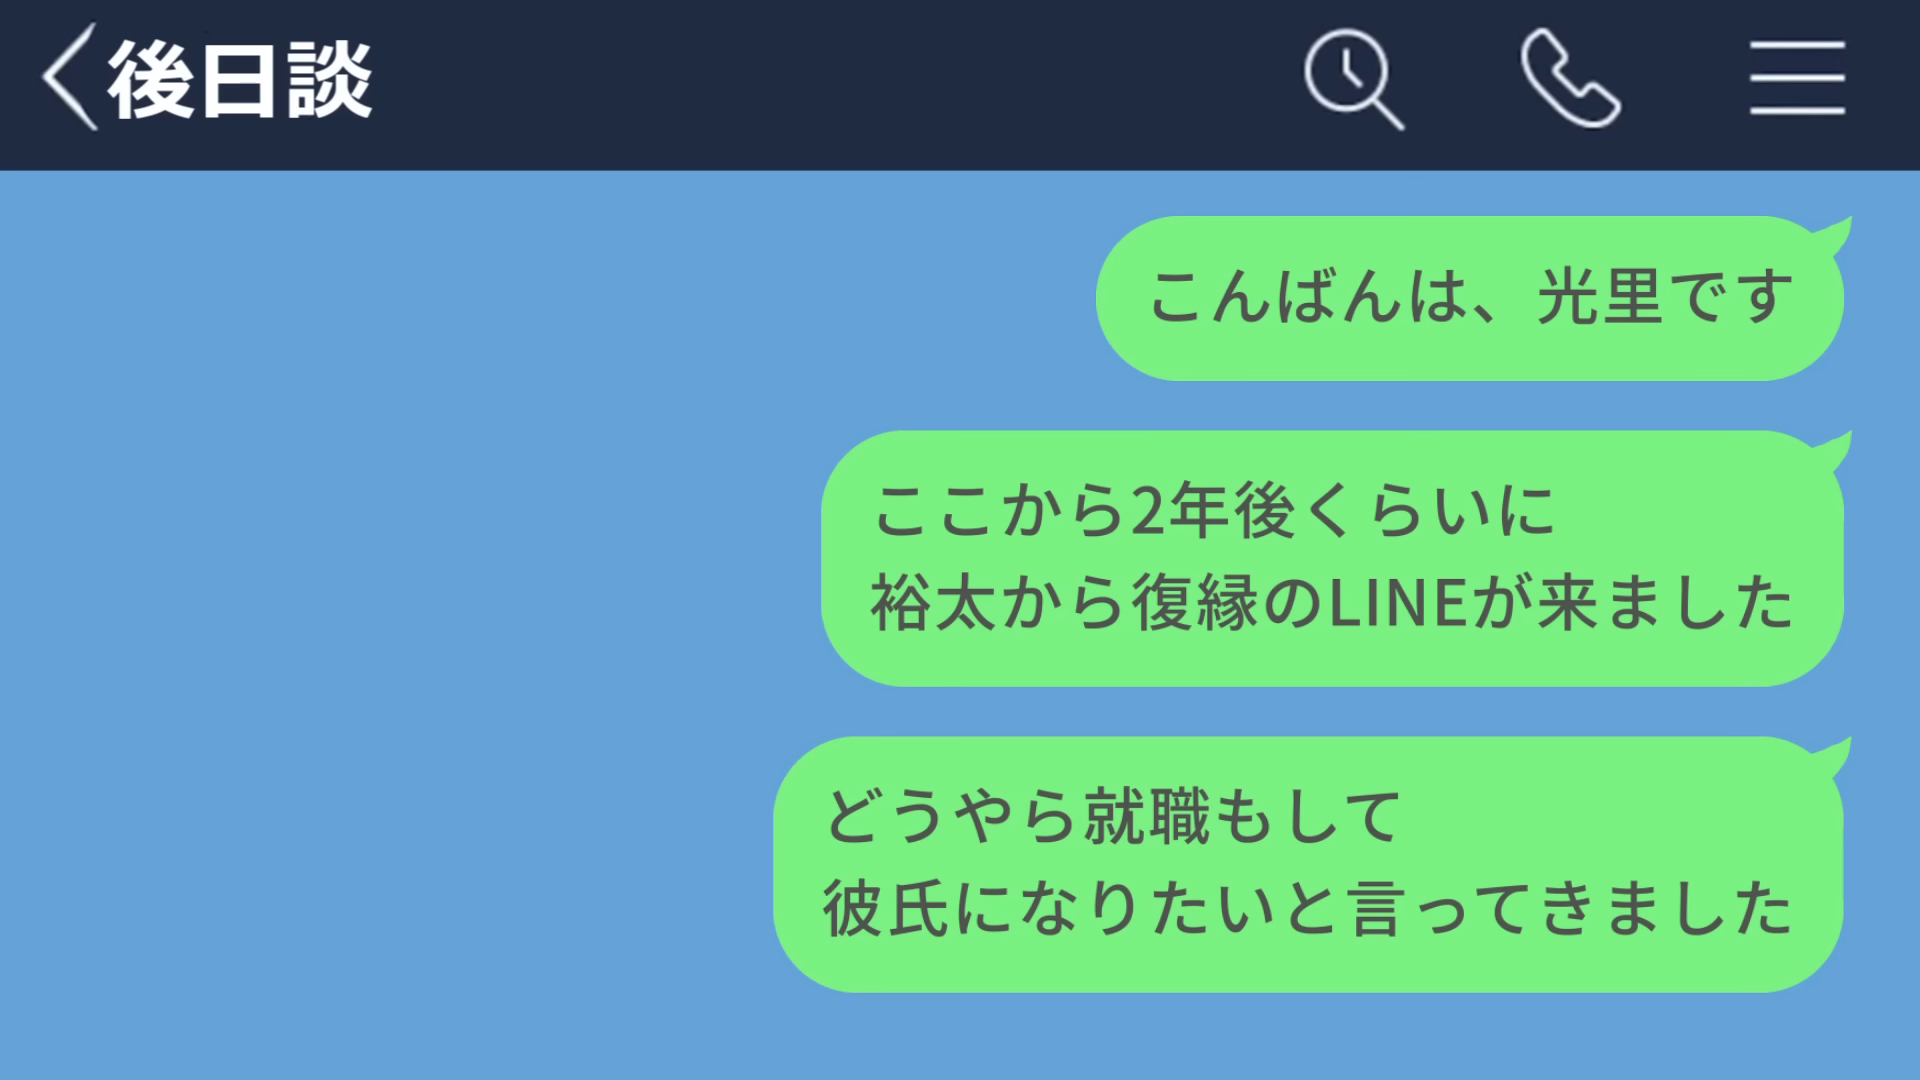 後日談
こんばんは、光里です
ここから2年後くらいに
裕太から復縁のLINEが来ました
どうやら就職もして
彼氏になりたいと言ってきました